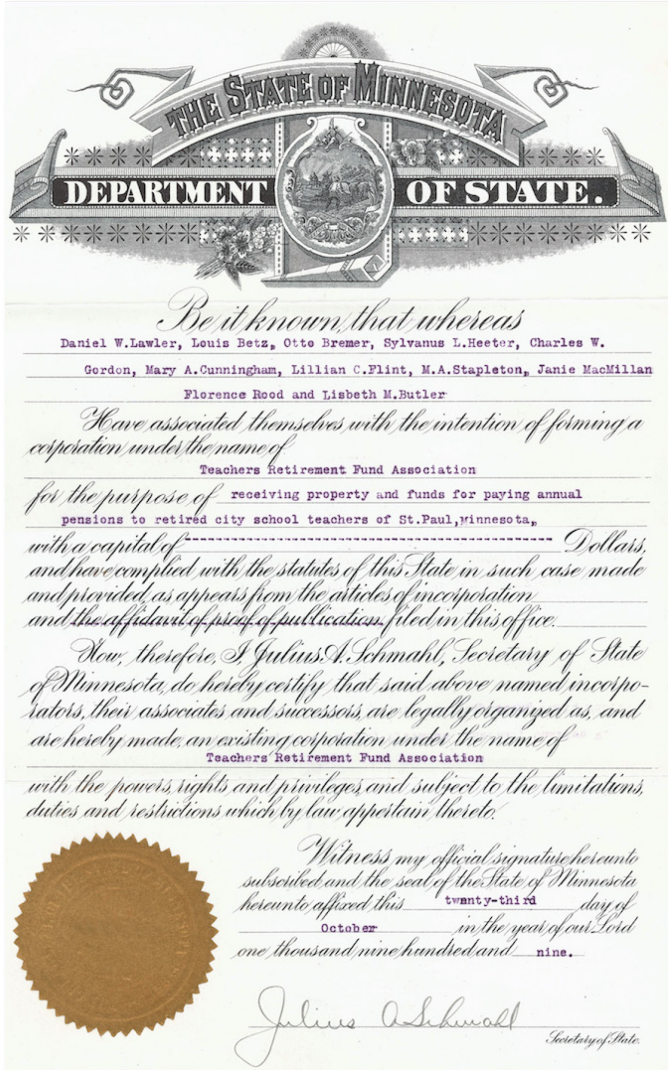 THE STATE OF MINNESOTA
DEPARTMENT OF STATE.
Be it known, that whereas
Daniel W.Lawler, Louis Betz, Otto Bremer, Sylvanus L.Heeter, Charles W.
Gordon, Mary A.Cunningham, Lillian C.Flint, M.A.Stapleton, Janie MacMillan
Florence Rood and Lisbeth M.Butler
Have associated themselves with the intention of forming a
corporation under the name of
Teachers Retirement Fund Association
for the purpose of receiving property and funds for paying annual
pensions to retired city school teachers of St.Paul,Minnesota,
with a capital of ------------------------------------------------ Dollars,
and have complied with the statutes of this State in such case made
and provided, as appears from the articles of incorporation
and the affidavit of proof of publication, filed in this office.
Now, therefore, I, Julius A. Schmahl, Secretary of State
of Minnesota, do hereby certify that said above named incorpo-
rators, their associates and successors, are legally organized as, and
are hereby made, an existing corporation under the name of
Teachers Retirement Fund Association
with the powers, rights and privileges, and subject to the limitations,
duties and restrictions which by law appertain thereto.
Witness my official signature hereunto
subscribed and the seal of the State of Minnesota
hereunto affixed this twenty-third day of
October in the year of our Lord
one thousand nine hundred and nine.
Julius A Schmahl
Secretary of State.